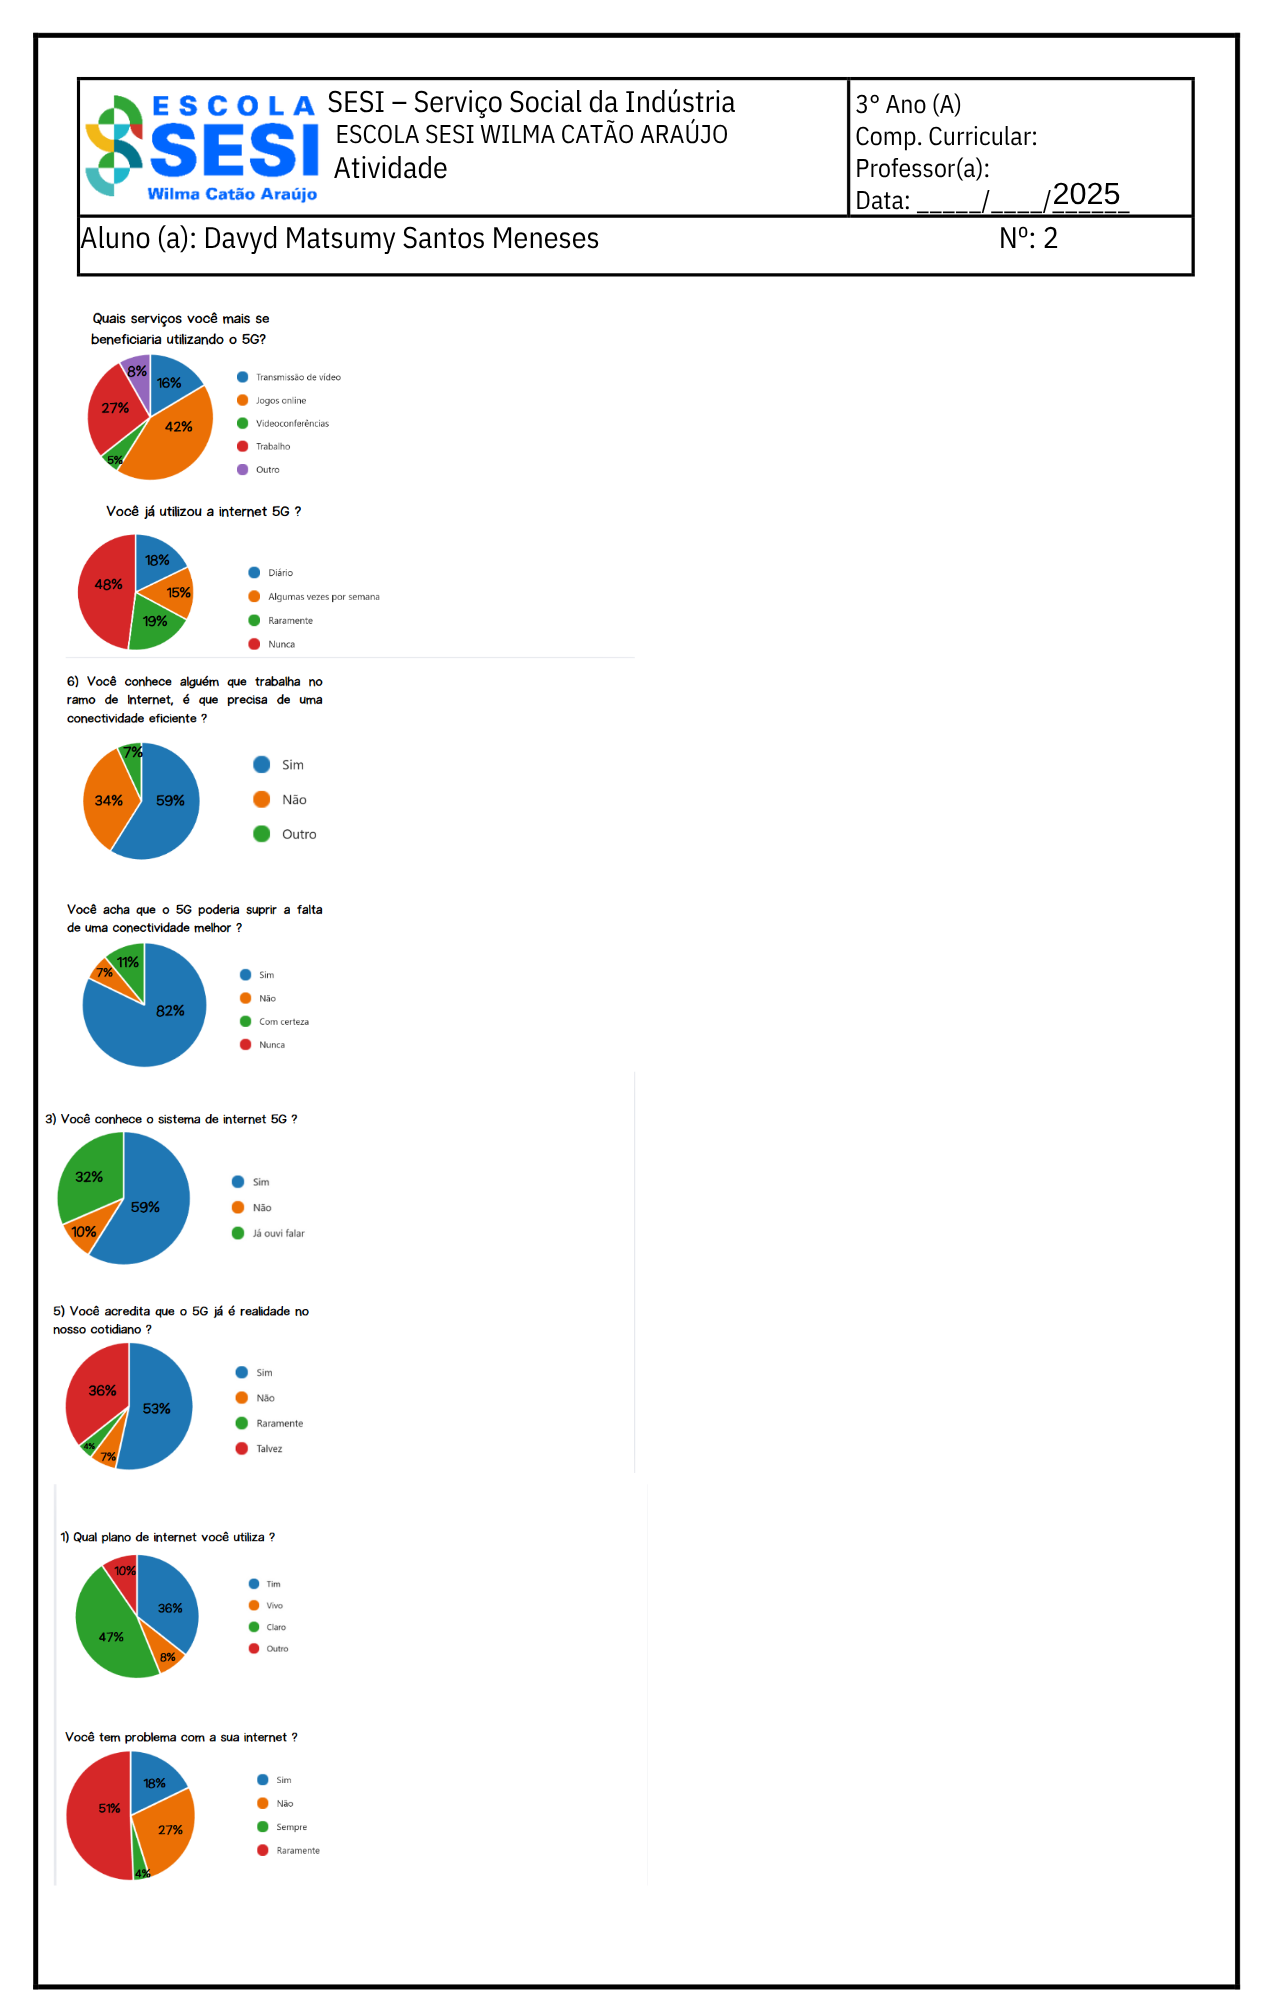 ESCOLA
SESI
Wilma Catão Araújo
SESI – Serviço Social da Indústria
ESCOLA SESI WILMA CATÃO ARAÚJO
Atividade
3° Ano (A)
Comp. Curricular:
Professor(a):
Data: _____/____/2025
Aluno (a): Davyd Matsumy Santos Meneses Nº: 2
Quais serviços você mais se
beneficiaria utilizando o 5G?
8%
16%
27%
42%
5%
Transmissão de vídeo
Jogos online
Videoconferências
Trabalho
Outro
Você já utilizou a internet 5G ?
18%
48%
15%
19%
Diário
Algumas vezes por semana
Raramente
Nunca
6) Você conhece alguém que trabalha no
ramo de Internet, é que precisa de uma
conectividade eficiente ?
7%
34%
59%
Sim
Não
Outro
Você acha que o 5G poderia suprir a falta
de uma conectividade melhor ?
11%
7%
82%
Sim
Não
Com certeza
Nunca
3) Você conhece o sistema de internet 5G ?
32%
59%
10%
Sim
Não
Já ouvi falar
5) Você acredita que o 5G já é realidade no
nosso cotidiano ?
36%
53%
4%
7%
Sim
Não
Raramente
Talvez
1) Qual plano de internet você utiliza ?
10%
36%
47%
8%
Tim
Vivo
Claro
Outro
Você tem problema com a sua internet ?
18%
51%
27%
4%
Sim
Não
Sempre
Raramente